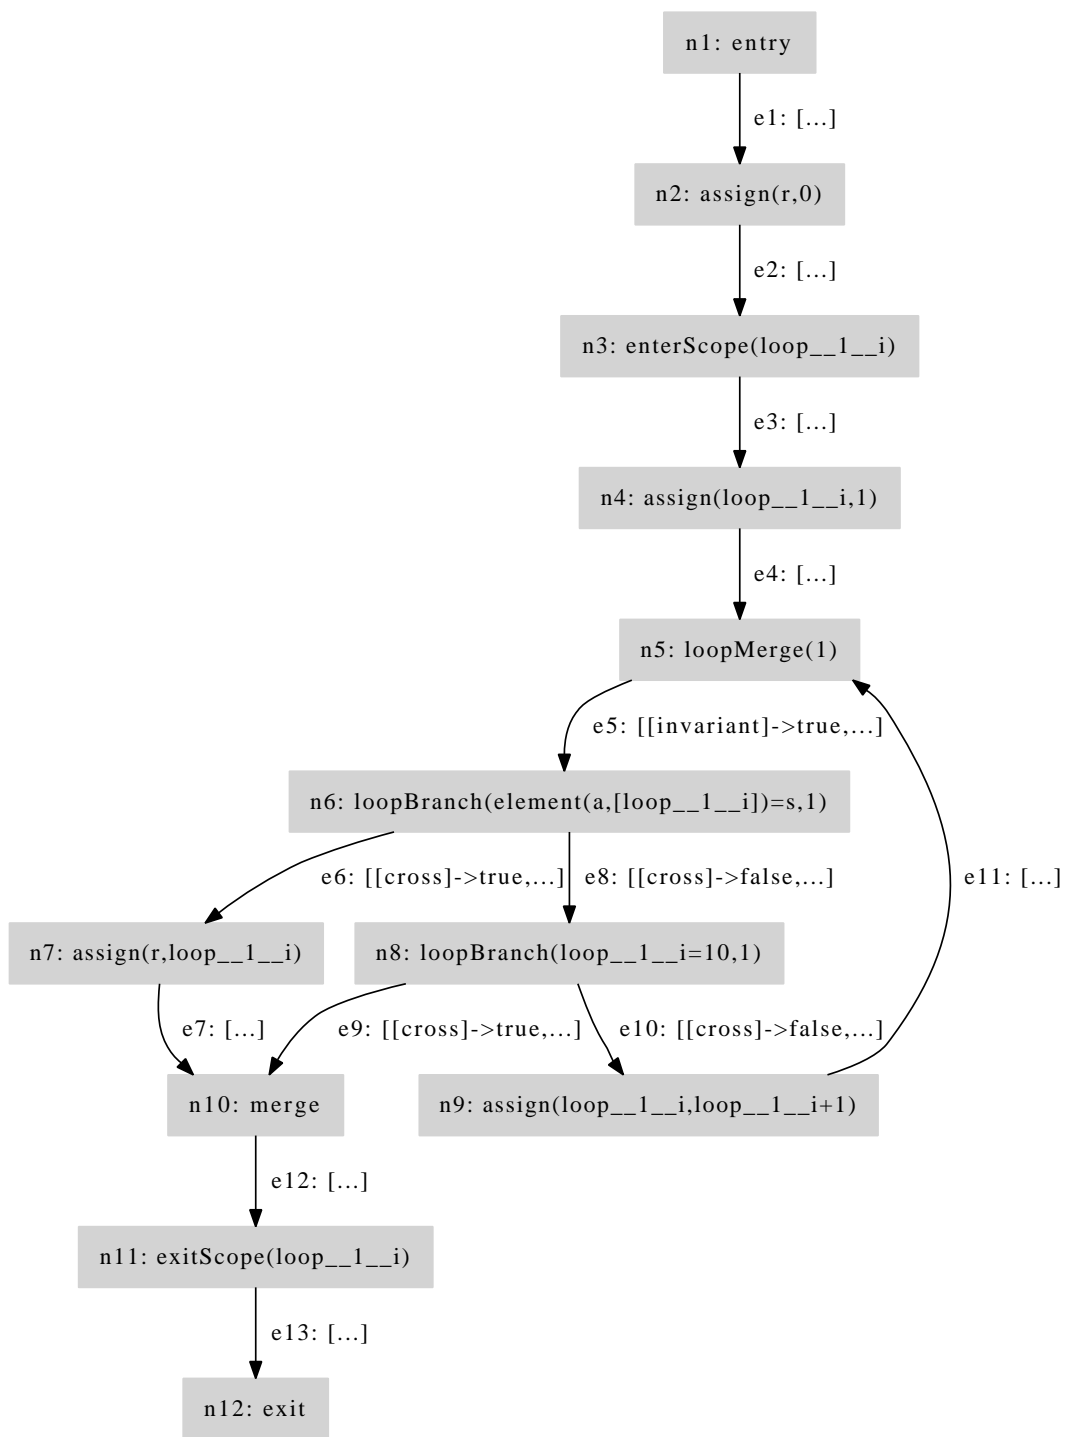 n1: entry
e1: [...]
n2: assign(r,0)
e2: [...]
n3: enterScope(loop__1__i)
e3: [...]
n4: assign(loop__1__i,1)
e4: [...]
n5: loopMerge(1)
e5: [[invariant]->true,...]
n6: loopBranch(element(a,[loop__1__i])=s,1)
e6: [[cross]->true,...]
e8: [[cross]->false,...]
e11: [...]
n7: assign(r,loop__1__i)
n8: loopBranch(loop__1__i=10,1)
e7: [...]
e9: [[cross]->true,...]
e10: [[cross]->false,...]
n10: merge
n9: assign(loop__1__i,loop__1__i+1)
e12: [...]
n11: exitScope(loop__1__i)
e13: [...]
n12: exit